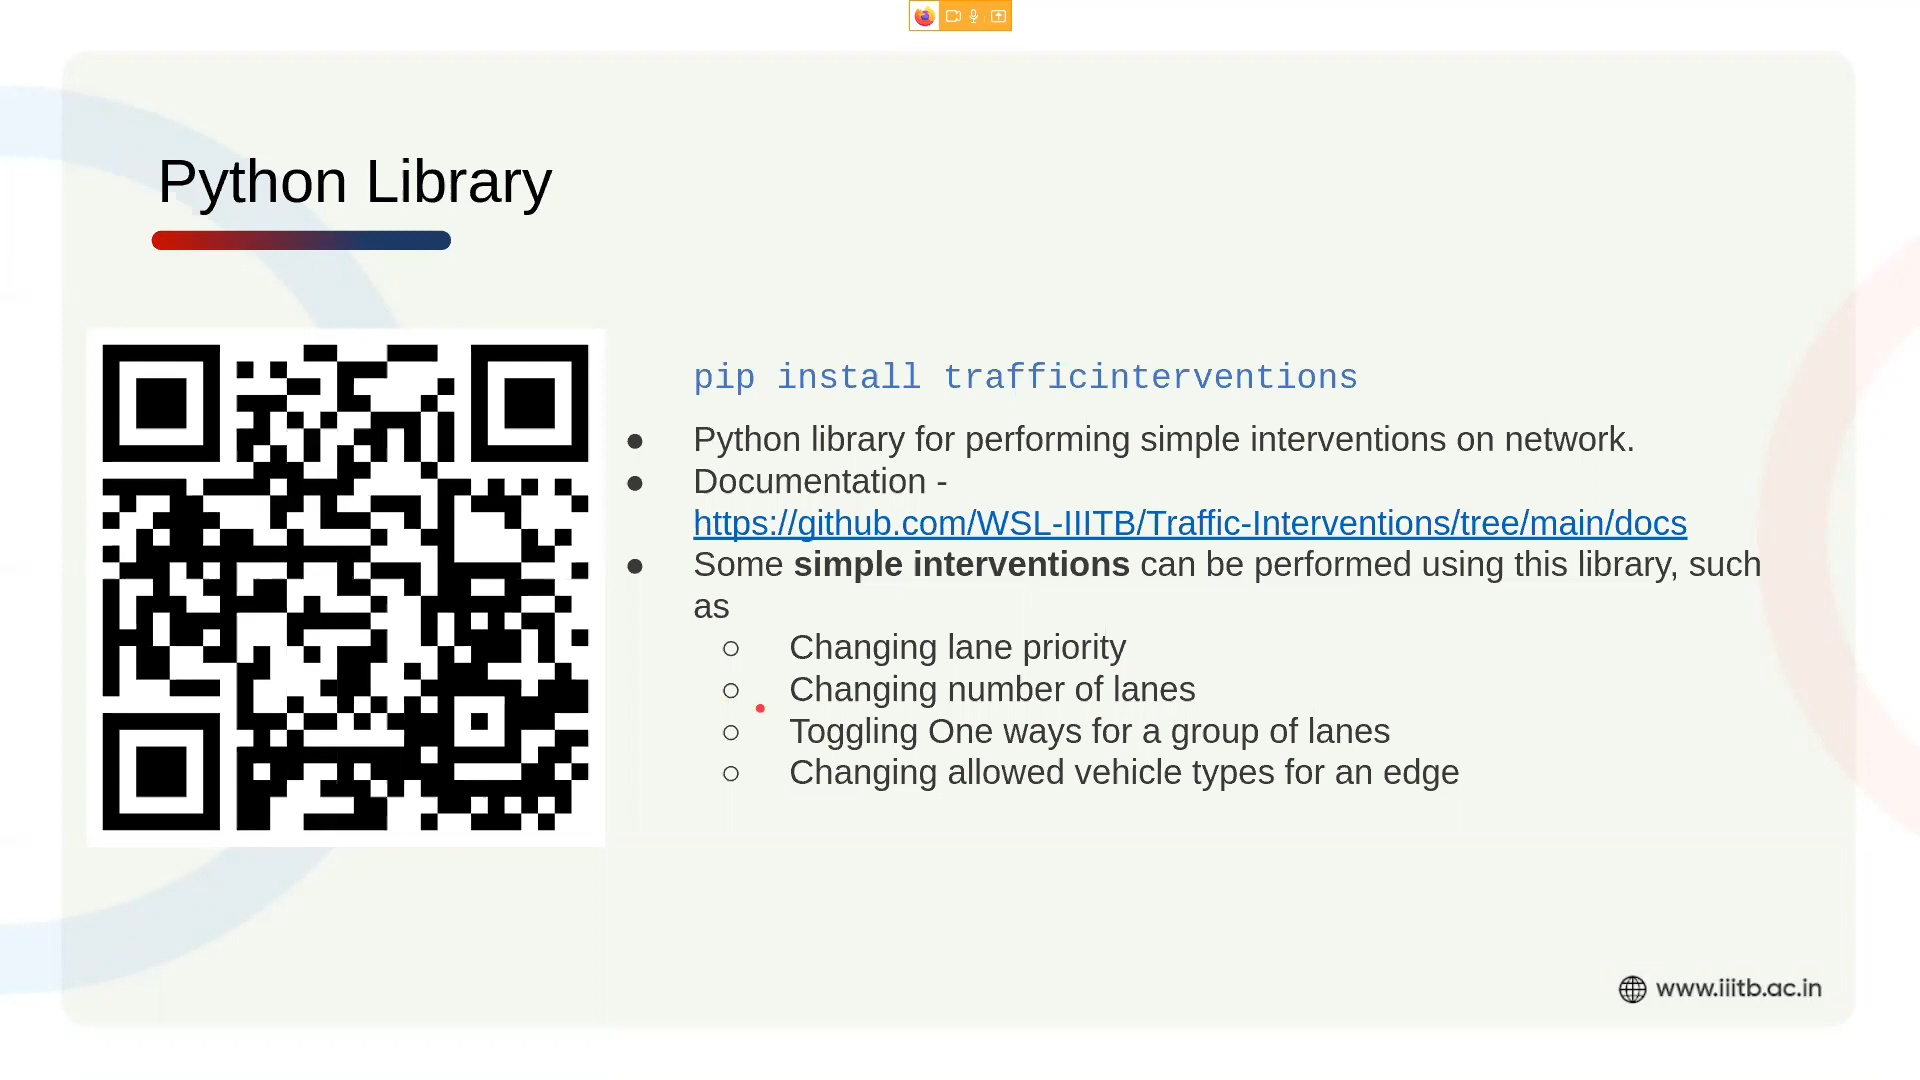 Python Library
pip install trafficinterventions
● Python library for performing simple interventions on network.
● Documentation -
https://github.com/WSL-IIITB/Traffic-Interventions/tree/main/docs
● Some simple interventions can be performed using this library, such
as
○ Changing lane priority
○ Changing number of lanes
○ Toggling One ways for a group of lanes
○ Changing allowed vehicle types for an edge
www.iiitb.ac.in